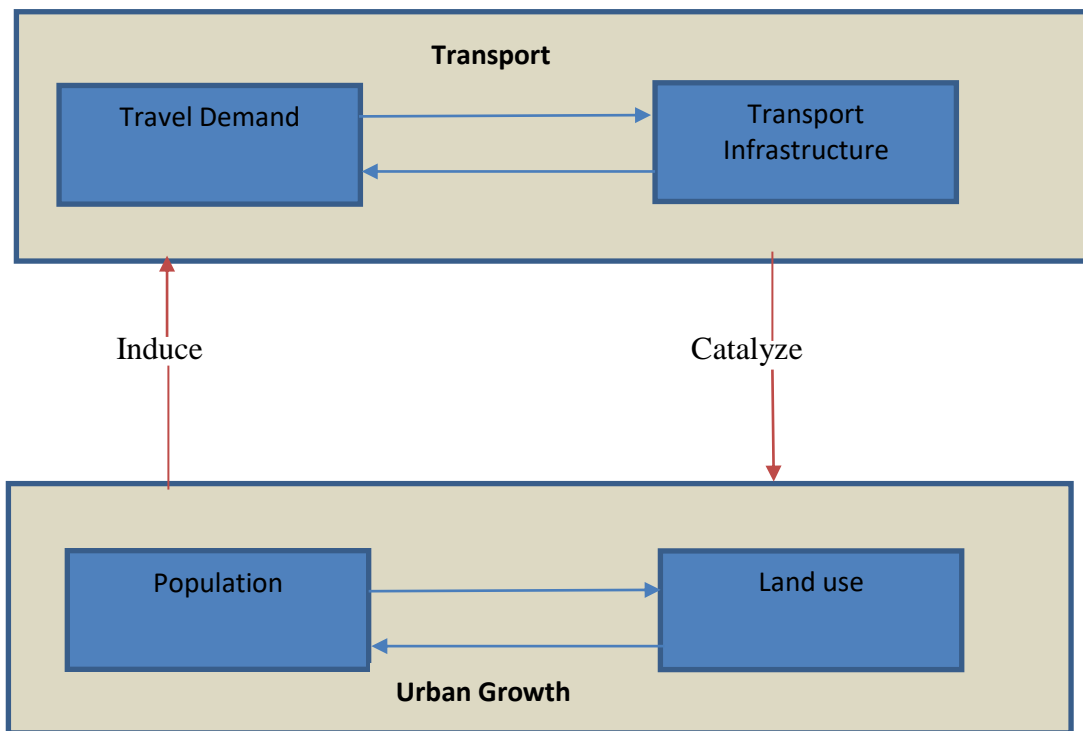 Transport
Travel Demand
Transport
Infrastructure
Induce
Catalyze
Population
Land use
Urban Growth